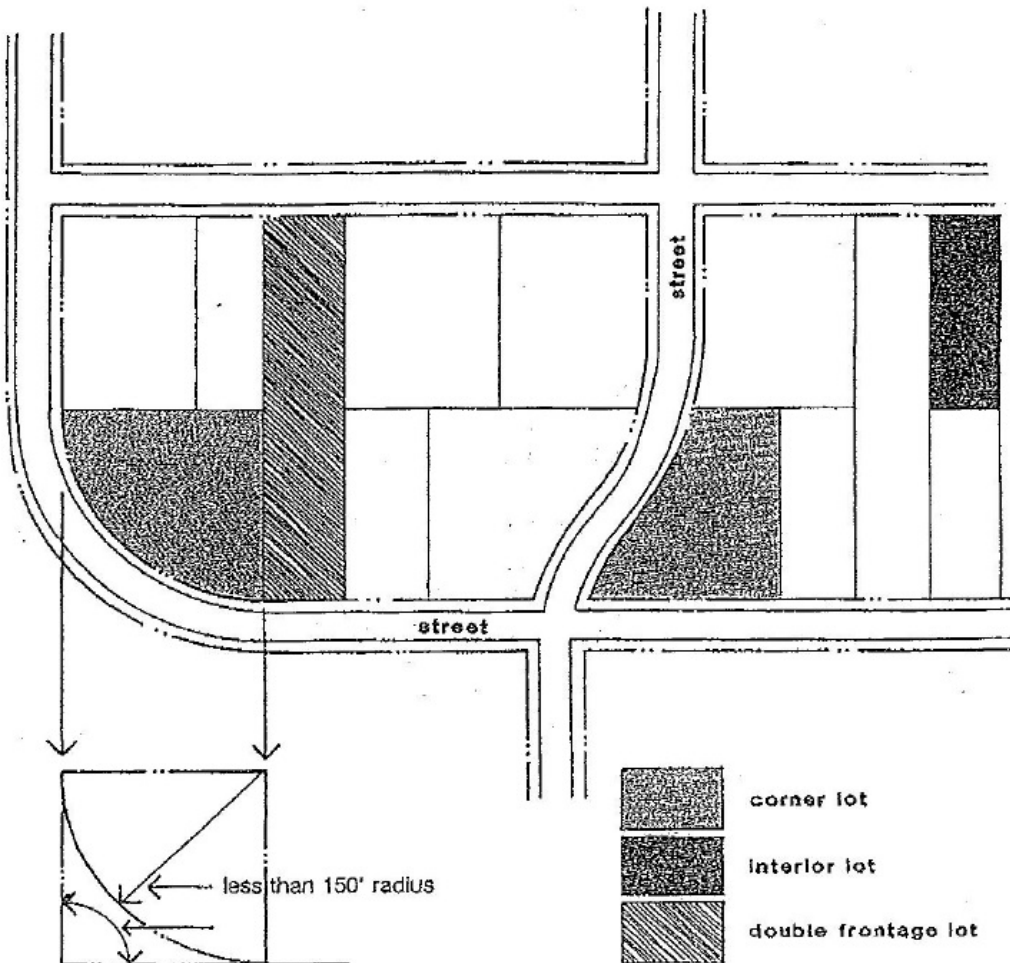 street
street
less than 150' radius
corner lot
interior lot
double frontage lot